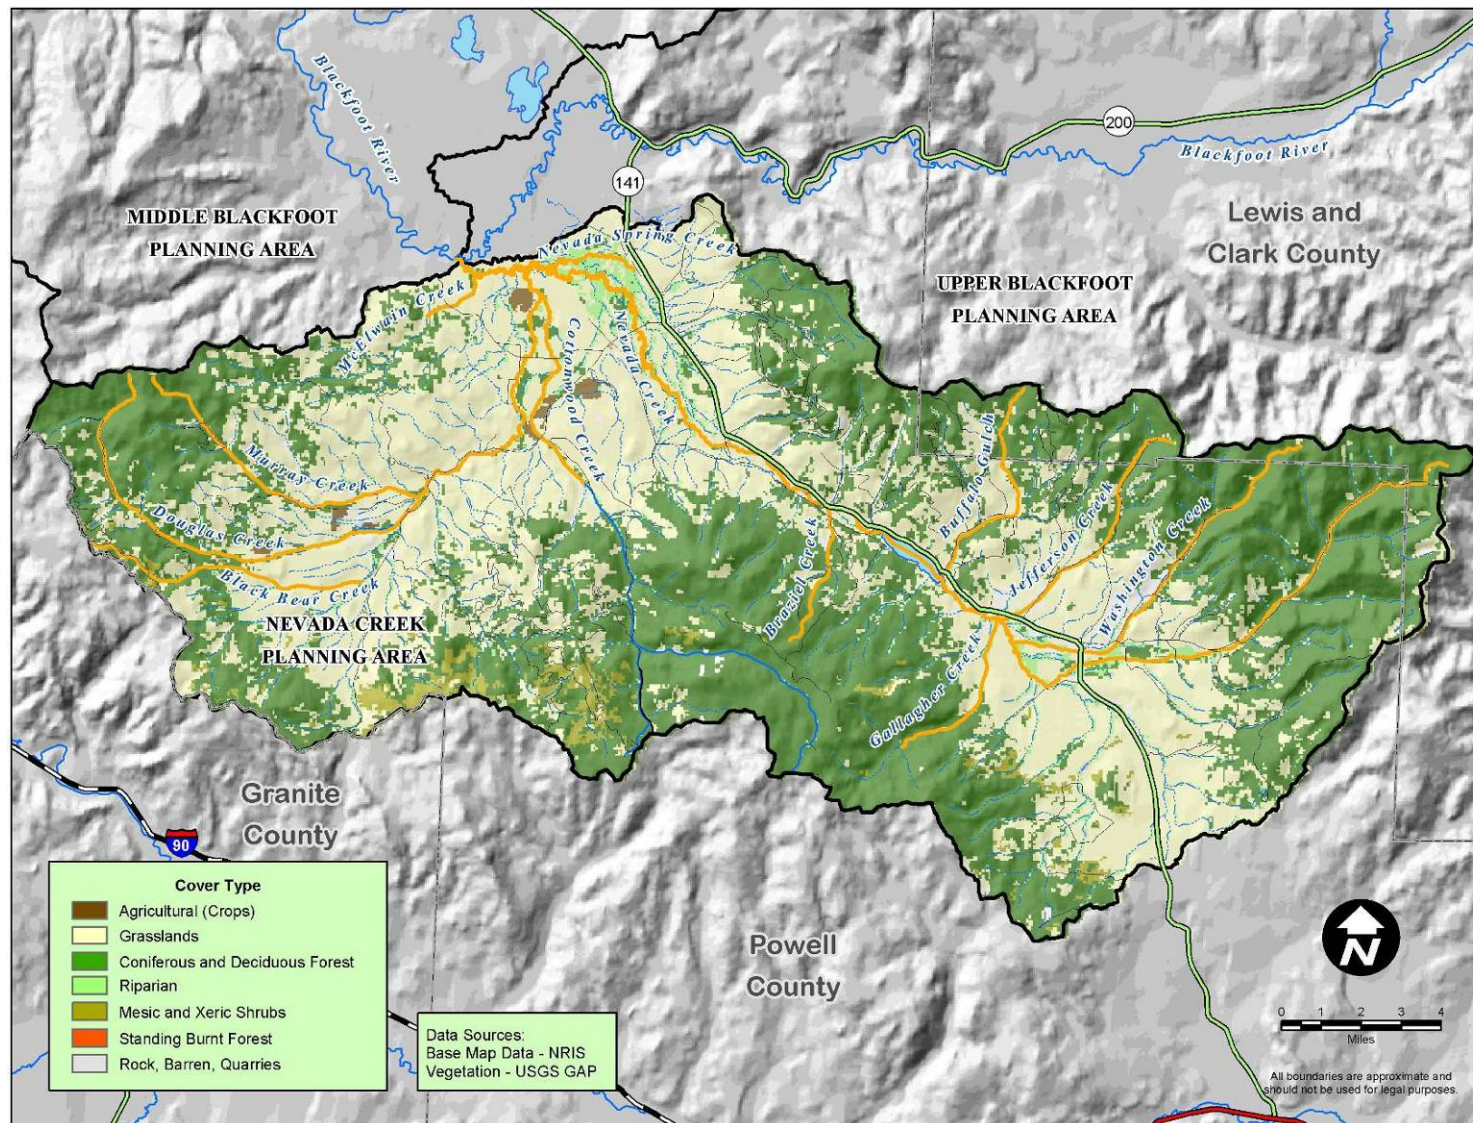 Blackfoot River
200
Blackfoot River
141
MIDDLE BLACKFOOT
PLANNING AREA
Lewis and
Clark County
Nevada Spring Creek
UPPER BLACKFOOT
PLANNING AREA
McElwain Creek
Cottonwood Creek
Nevada Creek
Murray Creek
Buffalo Gulch
Douglas Creek
Jefferson Creek
Washington Creek
Black Bear Creek
Braziell Creek
NEVADA CREEK
PLANNING AREA
Gallagher Creek
Granite
County
90
Powell
County
N
Cover Type
Agricultural (Crops)
Grasslands
Coniferous and Deciduous Forest
Riparian
Mesic and Xeric Shrubs
Standing Burnt Forest
Rock, Barren, Quarries
Data Sources:
Base Map Data - NRIS
Vegetation - USGS GAP
0 1 2 3 4
Miles
All boundaries are approximate and
should not be used for legal purposes.